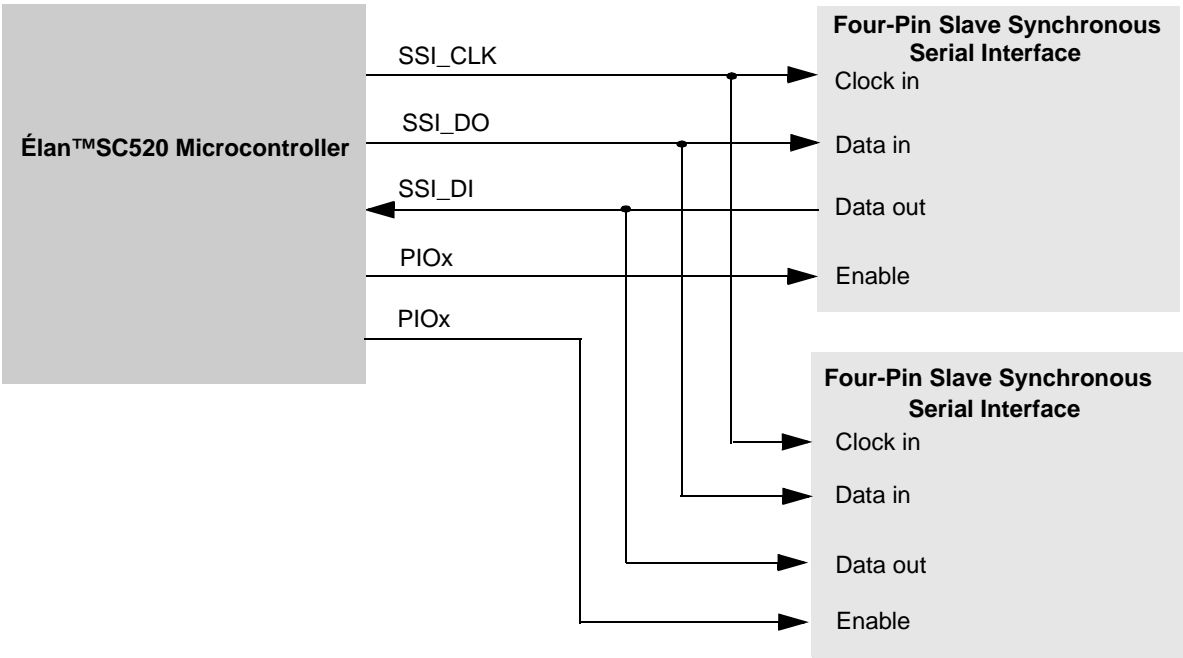 Élan™SC520 Microcontroller
SSI_CLK
SSI_DO
SSI_DI
PIOx
PIOx
Four-Pin Slave Synchronous
Serial Interface
Clock in
Data in
Data out
Enable
Four-Pin Slave Synchronous
Serial Interface
Clock in
Data in
Data out
Enable